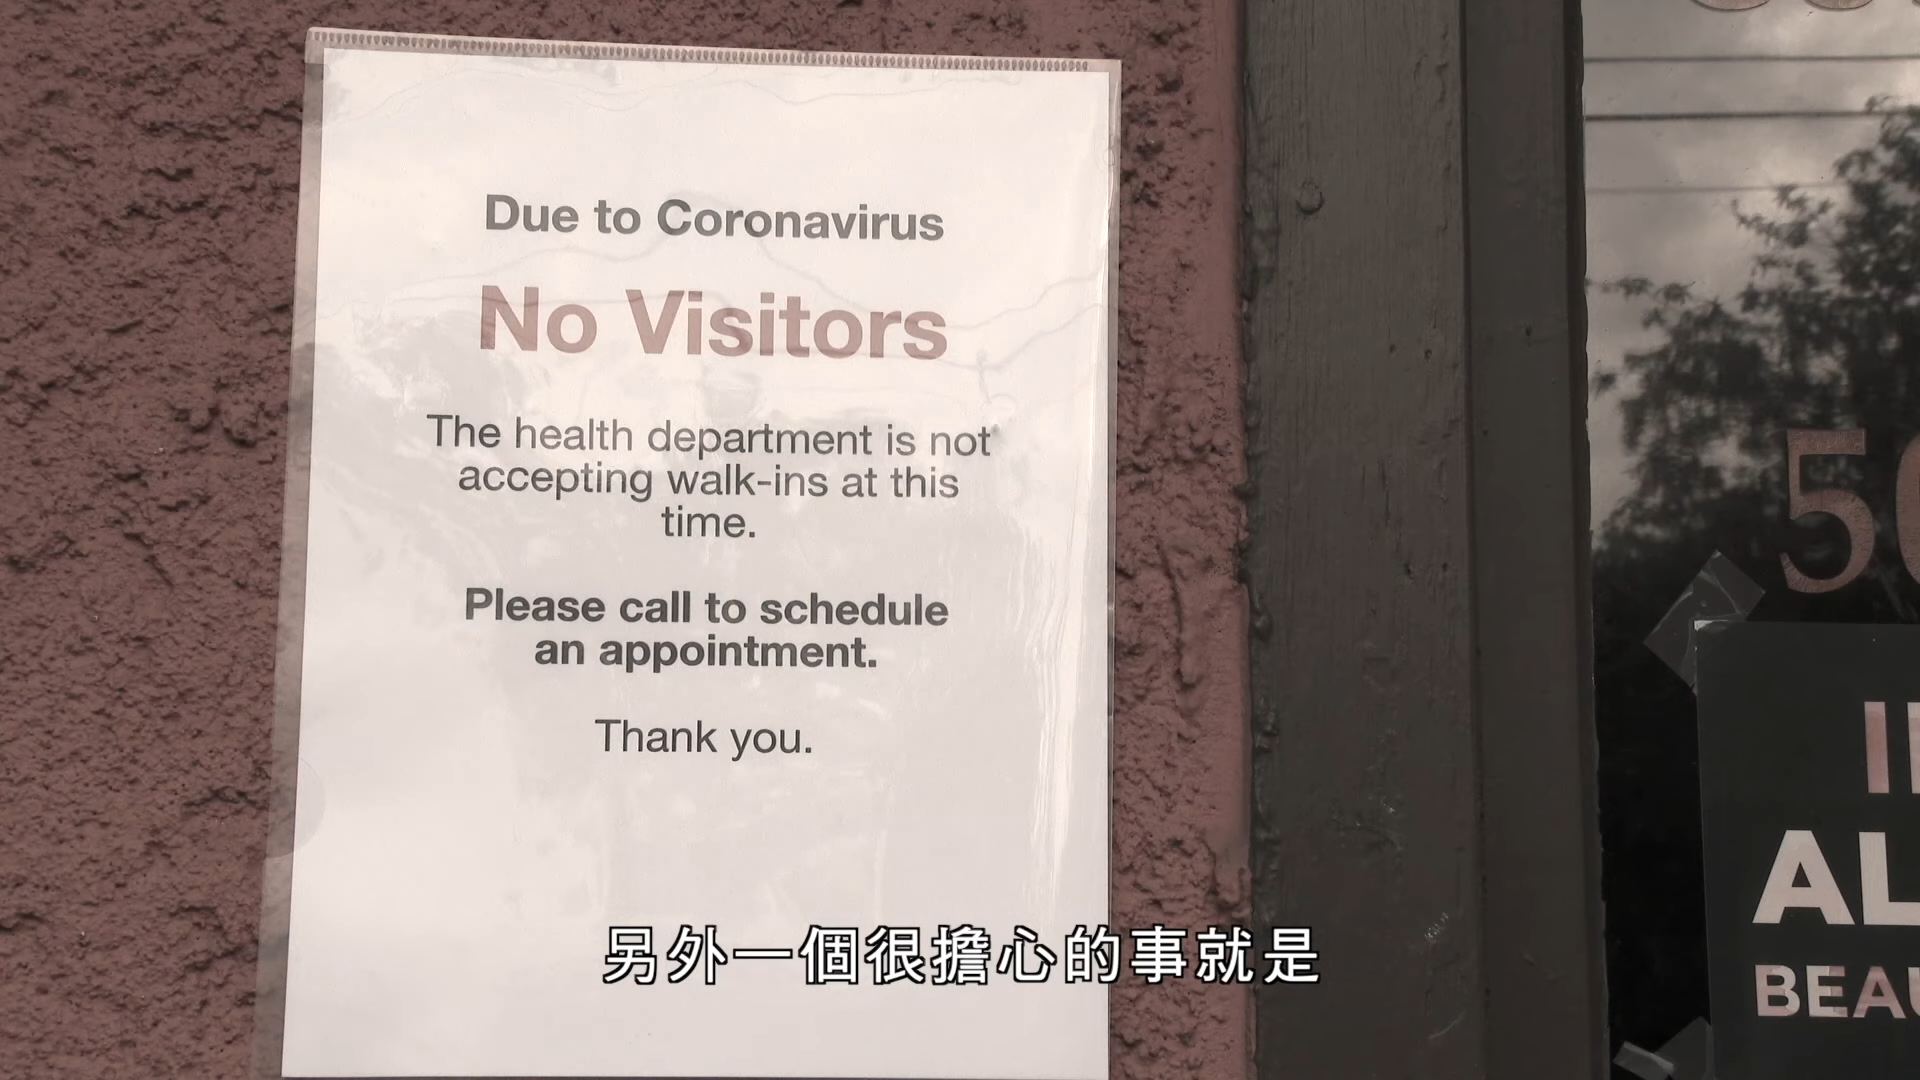 Due to Coronavirus
No Visitors
The health department is not
accepting walk-ins at this
time.
Please call to schedule
an appointment.
Thank you.
另外一個很擔心的事就是